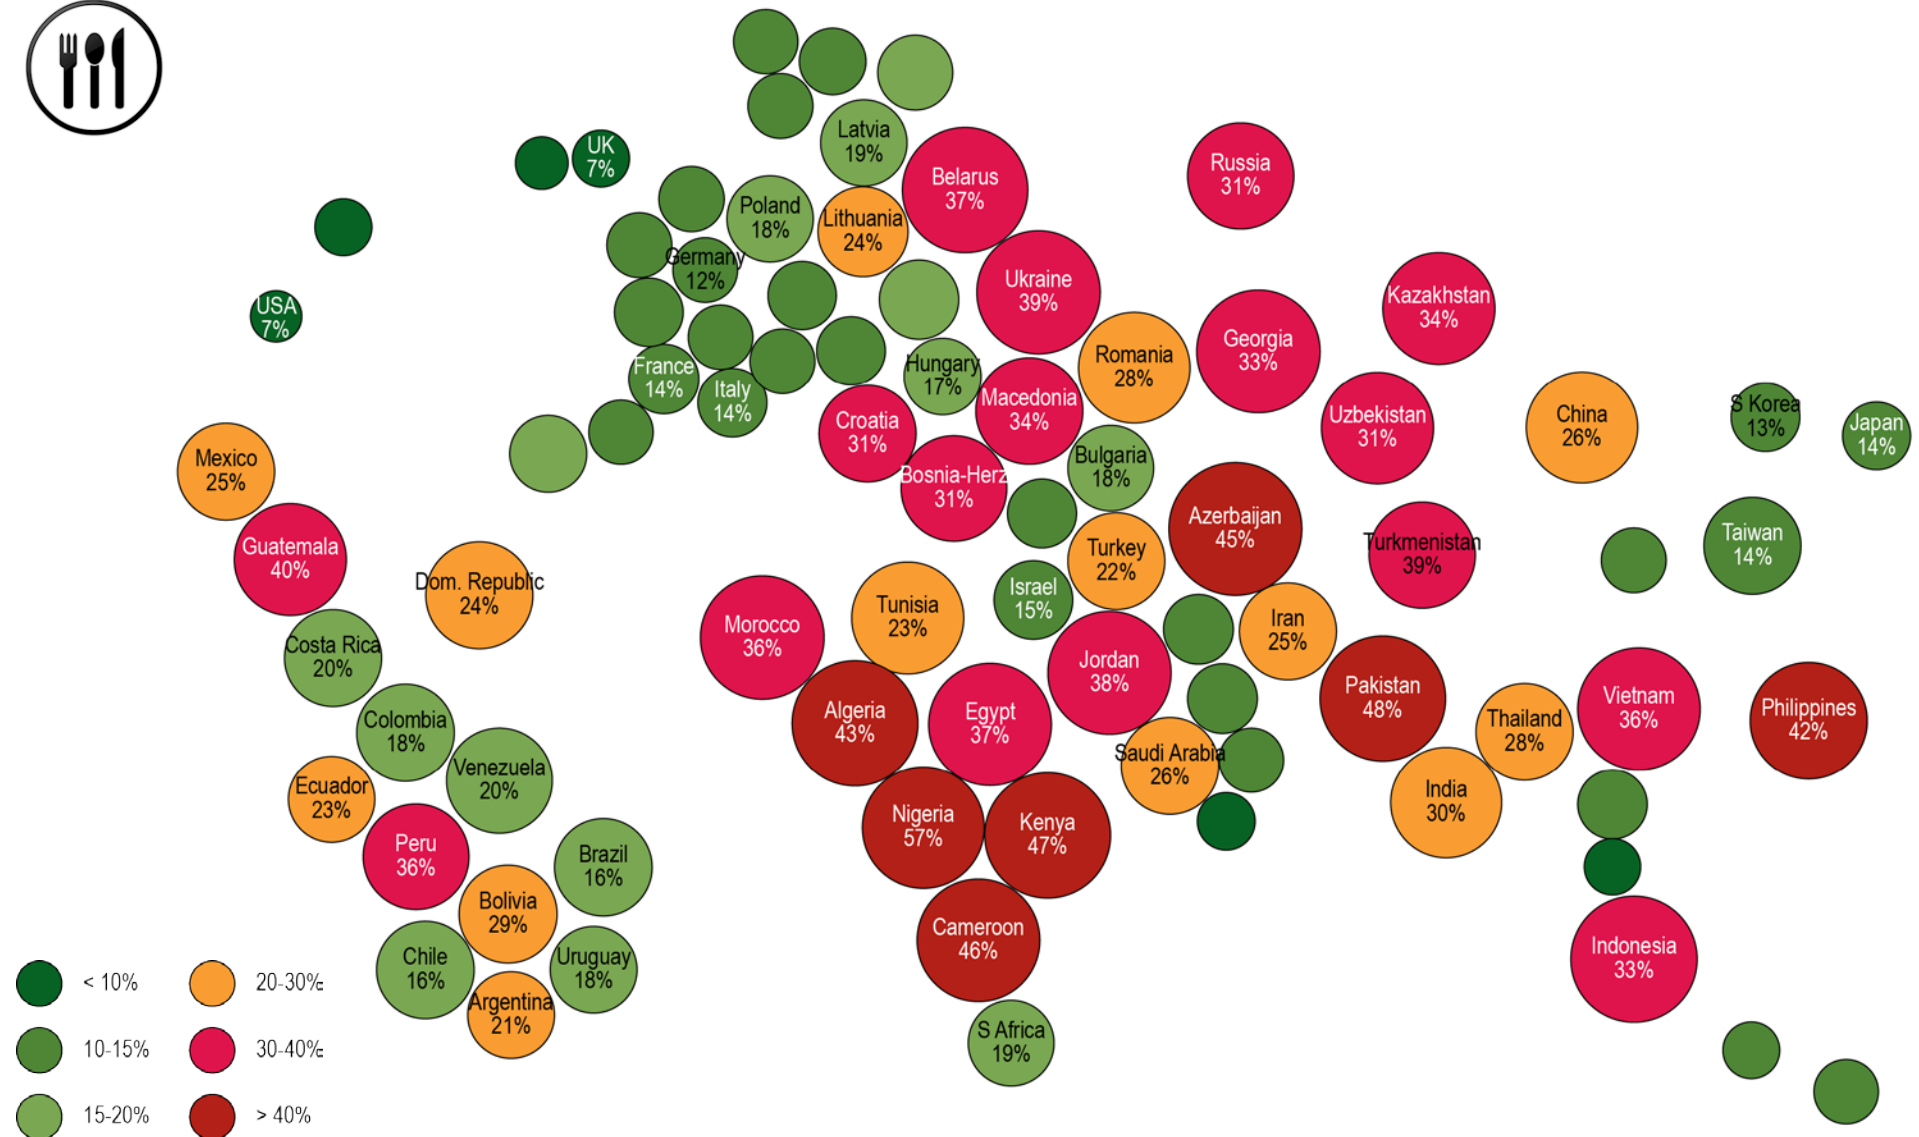 Latvia
19%
UK
7%
Belarus
37%
Russia
31%
Poland
18%
Lithuania
24%
Germany
12%
Ukraine
39%
Kazakhstan
34%
USA
7%
Georgia
33%
Romania
28%
France
14%
Hungary
17%
Italy
14%
Macedonia
34%
Croatia
31%
Uzbekistan
31%
China
26%
S Korea
13%
Japan
14%
Mexico
25%
Bosnia-Herz
31%
Bulgaria
18%
Azerbaijan
45%
Guatemala
40%
Turkey
22%
Turkmenistan
39%
Taiwan
14%
Dom. Republic
24%
Israel
15%
Tunisia
23%
Iran
25%
Morocco
36%
Costa Rica
20%
Jordan
38%
Pakistan
48%
Vietnam
36%
Philippines
42%
Algeria
43%
Egypt
37%
Colombia
18%
Thailand
28%
Saudi Arabia
26%
Venezuela
20%
Ecuador
23%
India
30%
Nigeria
57%
Kenya
47%
Peru
36%
Brazil
16%
Bolivia
29%
Cameroon
46%
Indonesia
33%
Chile
16%
Uruguay
18%
Argentina
21%
S Africa
19%
< 10%
20-30%
10-15%
30-40%
15-20%
> 40%